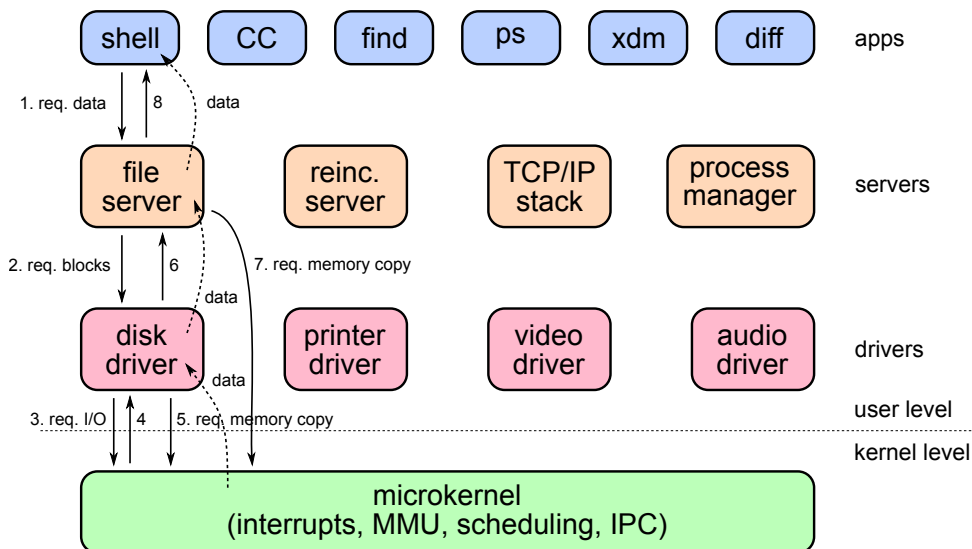 shell
CC
find
ps
xdm
diff
apps
1. req. data
8
data
file
server
reinc.
server
TCP/IP
stack
process
manager
servers
2. req. blocks
6
data
7. req. memory copy
disk
driver
printer
driver
video
driver
audio
driver
drivers
data
3. req. I/O
4
5. req. memory copy
user level
kernel level
microkernel
(interrupts, MMU, scheduling, IPC)